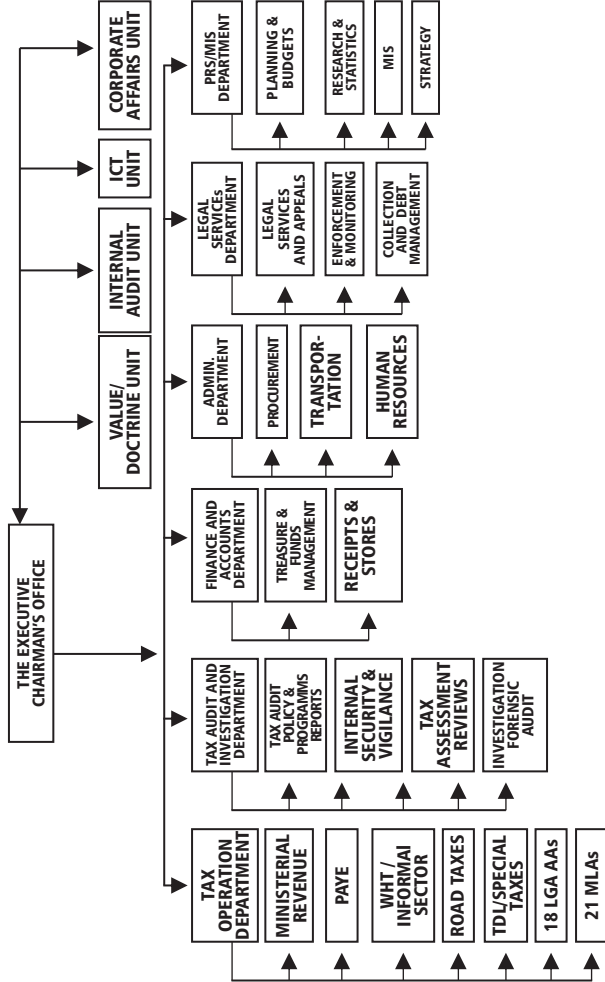 THE EXECUTIVE
CHAIRMAN'S OFFICE
VALUE/
DOCTRINE UNIT
INTERNAL
AUDIT UNIT
ICT
UNIT
CORPORATE
AFFAIRS UNIT
TAX
OPERATION
DEPARTMENT
MINISTERIAL
REVENUE
PAYE
WHT /
INFORMAI
SECTOR
ROAD TAXES
TDL/SPECIAL
TAXES
18 LGA AAs
21 MLAs
TAX AUDIT AND
INVESTIGATION
DEPARTMENT
TAX AUDIT
POLICY &
PROGRAMMS
REPORTS
INTERNAL
SECURITY &
VIGILANCE
TAX
ASSESSMENT
REVIEWS
INVESTIGATION
FORENSIC
AUDIT
FINANCE AND
ACCOUNTS
DEPARTMENT
TREASURE &
FUNDS
MANAGEMENT
RECEIPTS &
STORES
ADMIN.
DEPARTMENT
PROCUREMENT
TRANSPOR-
TATION
HUMAN
RESOURCES
LEGAL
SERVICEs
DEPARTMENT
LEGAL
SERVICES
AND APPEALS
ENFORCEMENT
& MONITORING
COLLECTION
AND DEBT
MANAGEMENT
PRS/MIS
DEPARTMENT
PLANNING &
BUDGETS
RESEARCH &
STATISTICS
MIS
STRATEGY